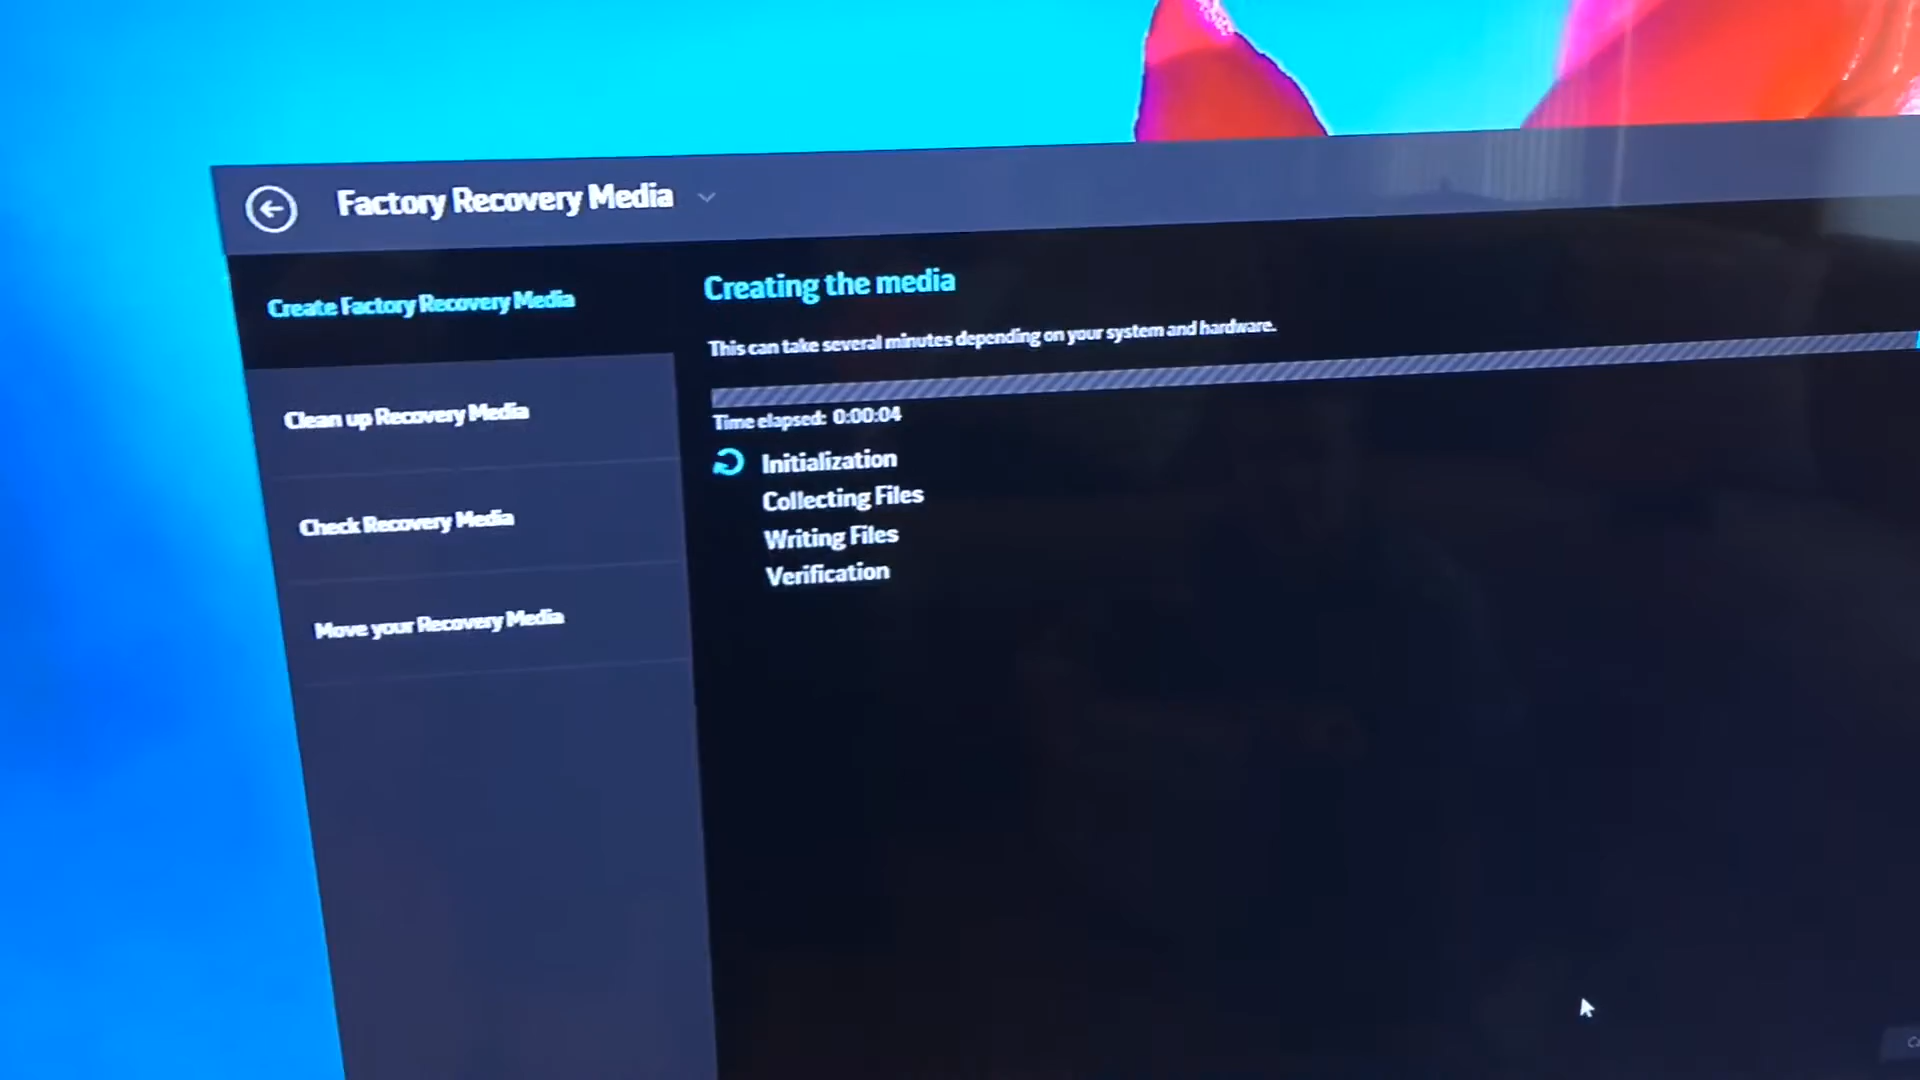 Factory Recovery Media
Create Factory Recovery Media
Clean up Recovery Media
Check Recovery Media
Move your Recovery Media
Creating the media
This can take several minutes depending on your system and hardware.
Time elapsed: 0:00:04
Initialization
Collecting Files
Writing Files
Verification